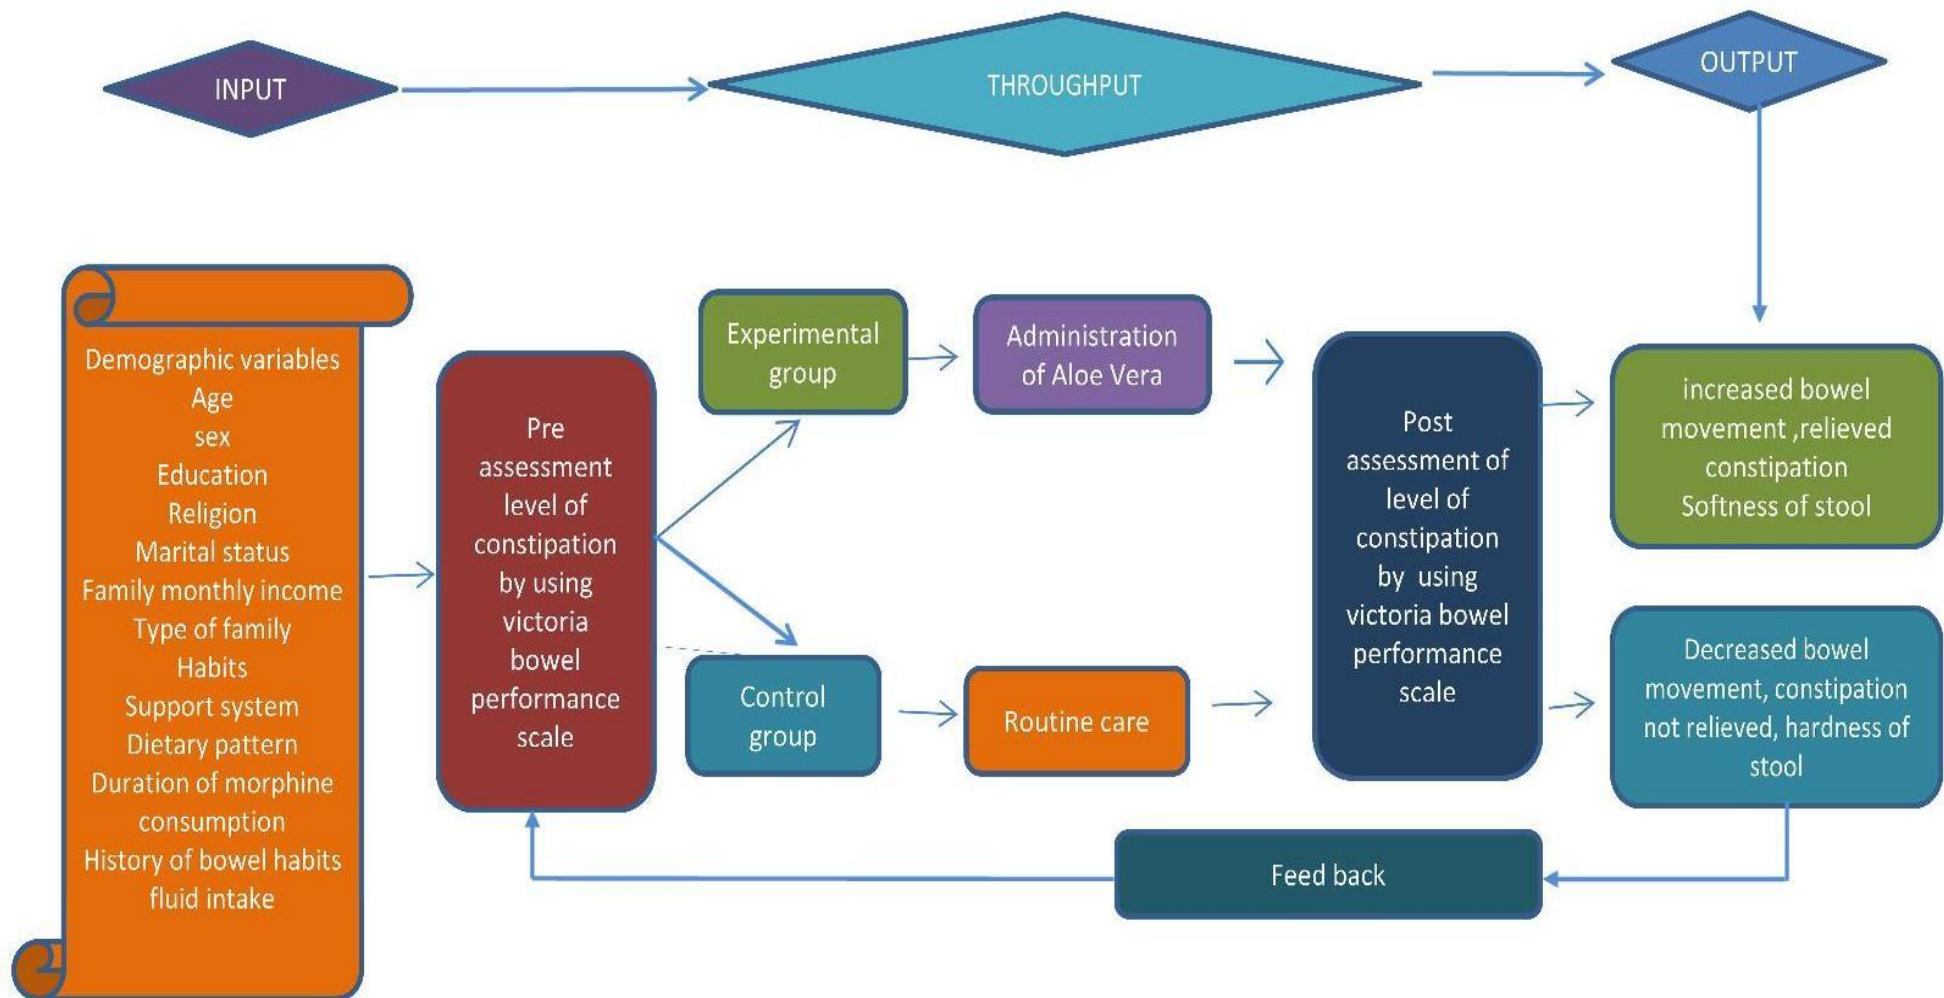 INPUT
THROUGHPUT
OUTPUT
Demographic variables
Age
sex
Education
Religion
Marital status
Family monthly income
Type of family
Habits
Support system
Dietary pattern
Duration of morphine
consumption
History of bowel habits
fluid intake
Pre
assessment
level of
constipation
by using
victoria
bowel
performance
scale
Experimental
group
Administration
of Aloe Vera
Control
group
Routine care
Post
assessment of
level of
constipation
by using
victoria bowel
performance
scale
increased bowel
movement ,relieved
constipation
Softness of stool
Decreased bowel
movement, constipation
not relieved, hardness of
stool
Feed back